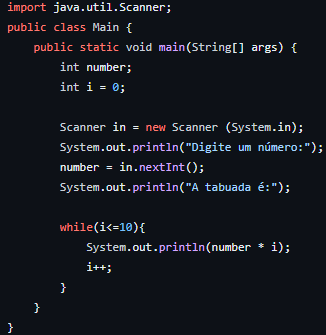 import java.util.Scanner;
public class Main {
    public static void main(String[] args) {
        int number;
        int i = 0;

        Scanner in = new Scanner (System.in);
        System.out.println("Digite um número:");
        number = in.nextInt();
        System.out.println("A tabuada é:");

        while(i<=10){
            System.out.println(number * i);
            i++;
        }
    }
}